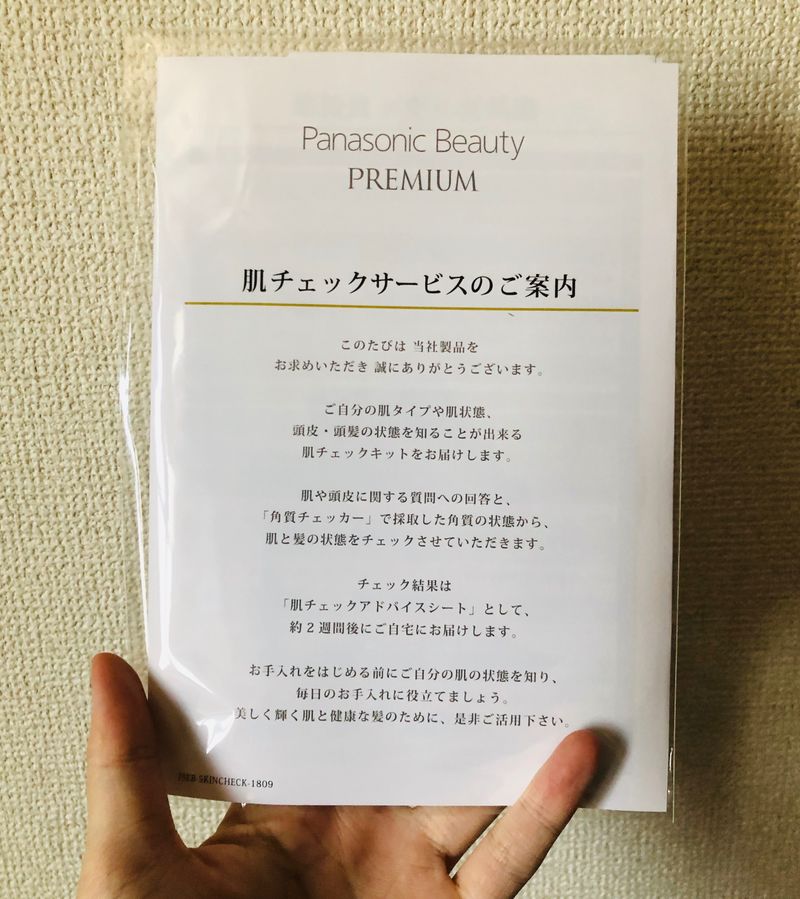 Panasonic Beauty
PREMIUM
肌チェックサービスのご案内
このたびは 当社製品を
お求めいただき 誠にありがとうございます。
ご自分の肌タイプや肌状態、
頭皮・頭髪の状態を知ることが出来る
肌チェックキットをお届けします。
肌や頭皮に関する質問への回答と、
「角質チェッカー」で採取した角質の状態から、
肌と髪の状態をチェックさせていただきます。
チェック結果は
「肌チェックアドバイスシート」として、
約2週間後にご自宅にお届けします。
お手入れをはじめる前にご自分の肌の状態を知り、
毎日のお手入れに役立てましょう。
美しく輝く肌と健康な髪のために、是非ご活用下さい。
SKINCHECK-1809